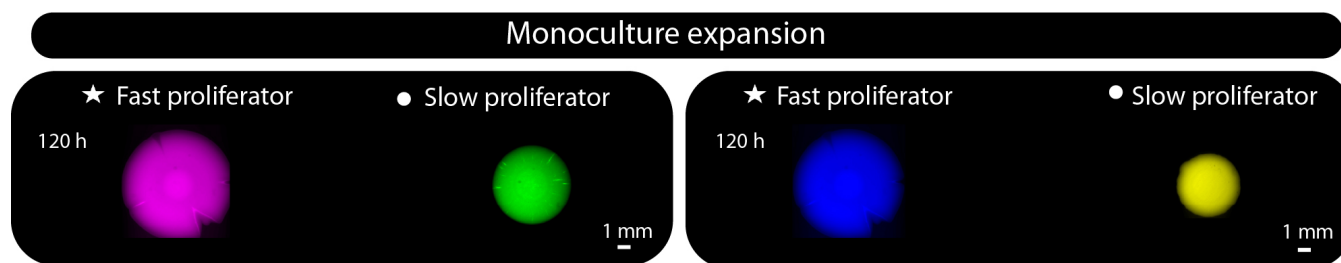 Monoculture expansion
★ Fast proliferator
● Slow proliferator
120 h
1 mm
★ Fast proliferator
● Slow proliferator
120 h
1 mm